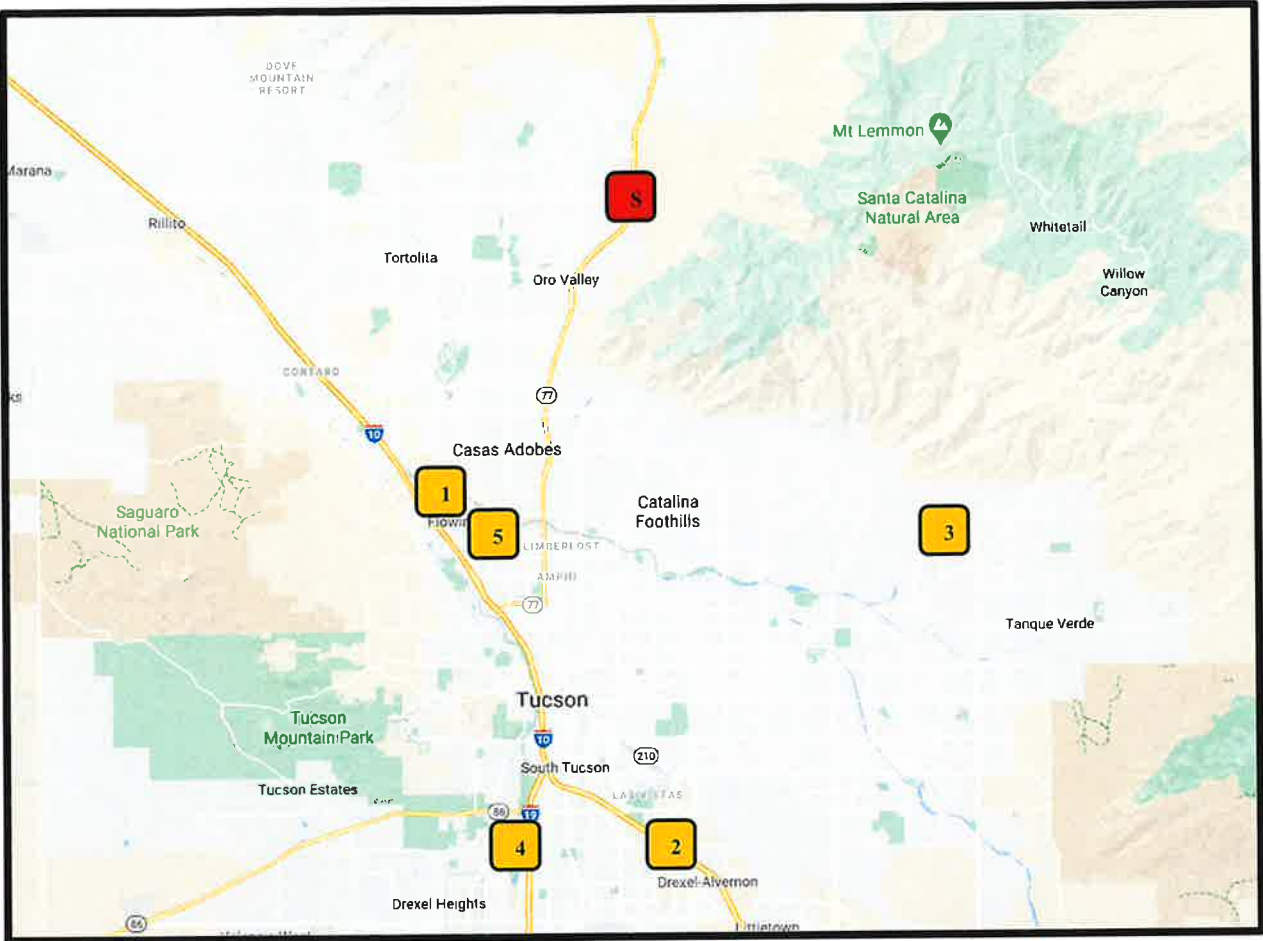 DOVE
MOUNTAIN
RESORT
Mt Lemmon
Marana
S
Santa Catalina
Natural Area
Rillito
Whitetail
Tortolita
Oro Valley
Willow
Canyon
CORTARO
77
ks
10
Casas Adobes
1
Catalina
Foothills
Saguaro
National Park
Flowin
5
3
LIMBERLOST
AMPHI
77
Tanque Verde
Tucson
Tucson
Mountain Park
10
210
South Tucson
Tucson Estates
LAS VISTAS
86
19
4
2
Drexel-Alvernon
Drexel Heights
86
Littletown